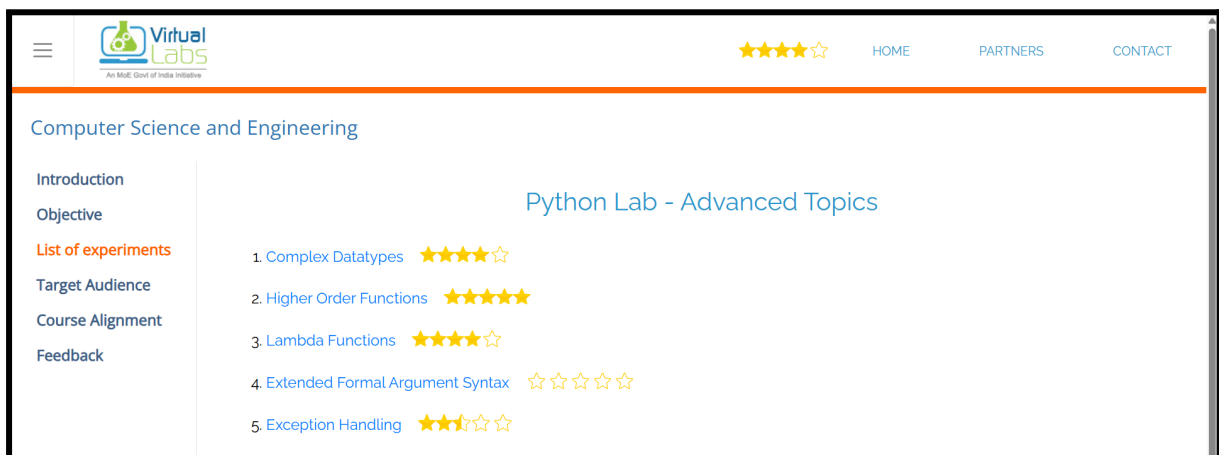 Virtual
Labs
An MoE Govt of India Initiative
HOME PARTNERS CONTACT
Computer Science and Engineering
Introduction
Objective
List of experiments
Target Audience
Course Alignment
Feedback
Python Lab - Advanced Topics
1. Complex Datatypes
2. Higher Order Functions
3. Lambda Functions
4. Extended Formal Argument Syntax
5. Exception Handling